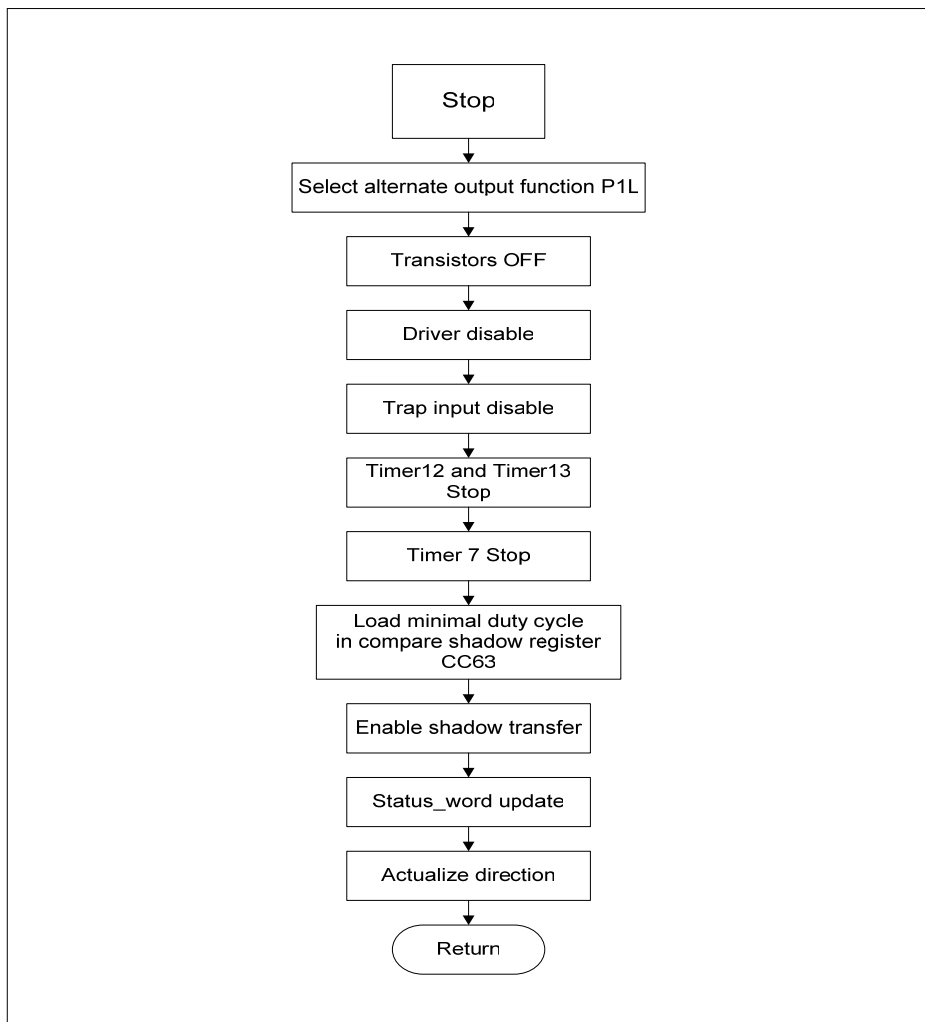 Stop
Select alternate output function P1L
Transistors OFF
Driver disable
Trap input disable
Timer12 and Timer13
Stop
Timer 7 Stop
Load minimal duty cycle
in compare shadow register
CC63
Enable shadow transfer
Status_word update
Actualize direction
Return